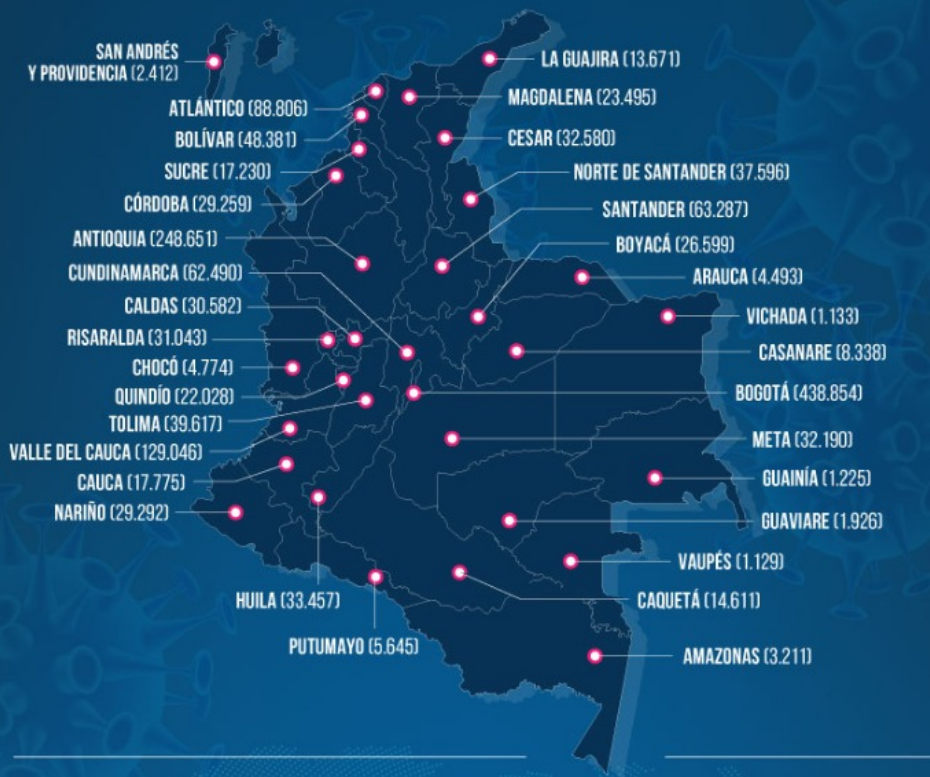 SAN ANDRÉS
Y PROVIDENCIA (2.412)
ATLÁNTICO (88.806)
BOLÍVAR (48.381)
SUCRE (17.230)
CÓRDOBA (29.259)
ANTIOQUIA (248.651)
CUNDINAMARCA (62.490)
CALDAS (30.582)
RISARALDA (31.043)
CHOCÓ (4.774)
QUINDÍO (22.028)
TOLIMA (39.617)
VALLE DEL CAUCA (129.046)
CAUCA (17.775)
NARIÑO (29.292)
HUILA (33.457)
PUTUMAYO (5.645)
LA GUAJIRA (13.671)
MAGDALENA (23.495)
CESAR (32.580)
NORTE DE SANTANDER (37.596)
SANTANDER (63.287)
BOYACÁ (26.599)
ARAUCA (4.493)
VICHADA (1.133)
CASANARE (8.338)
BOGOTÁ (438.854)
META (32.190)
GUAINÍA (1.225)
GUAVIARE (1.926)
VAUPÉS (1.129)
CAQUETÁ (14.611)
AMAZONAS (3.211)